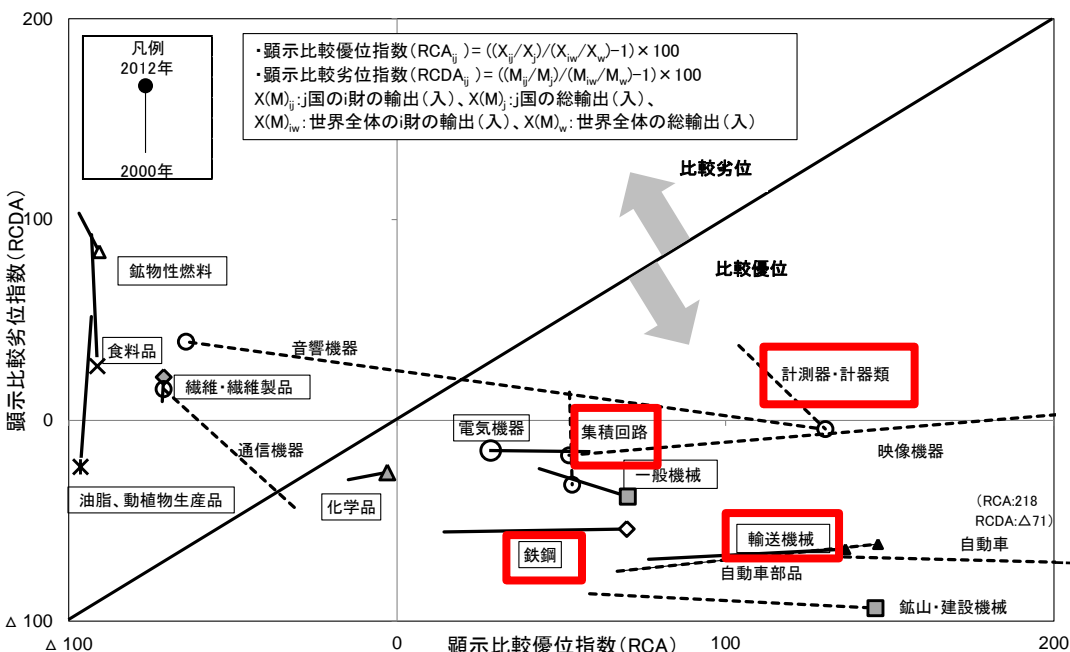 200
凡例
2012年
2000年
・顕示比較優位指数(RCAij )= ((Xij/Xj)/(Xiw/Xw)-1)×100
・顕示比較劣位指数(RCDAij )= ((Mij/Mj)/(Miw/Mw)-1)×100
X(M)ij:j国のi財の輸出(入)、X(M)j:j国の総輸出(入)、
X(M)iw:世界全体のi財の輸出(入)、X(M)w:世界全体の総輸出(入)
比較劣位
100
比較優位
顕示比較劣位指数(RCDA)
鉱物性燃料
音響機器
食料品
計測器・計器類
繊維・繊維製品
0
電気機器
集積回路
通信機器
映像機器
一般機械
油脂、動植物生産品
化学品
(RCA:218
RCDA:△71)
輸送機械
自動車
鉄鋼
自動車部品
鉱山・建設機械
△ 100
△ 100
0
顕示比較優位指数(RCA)
100
200